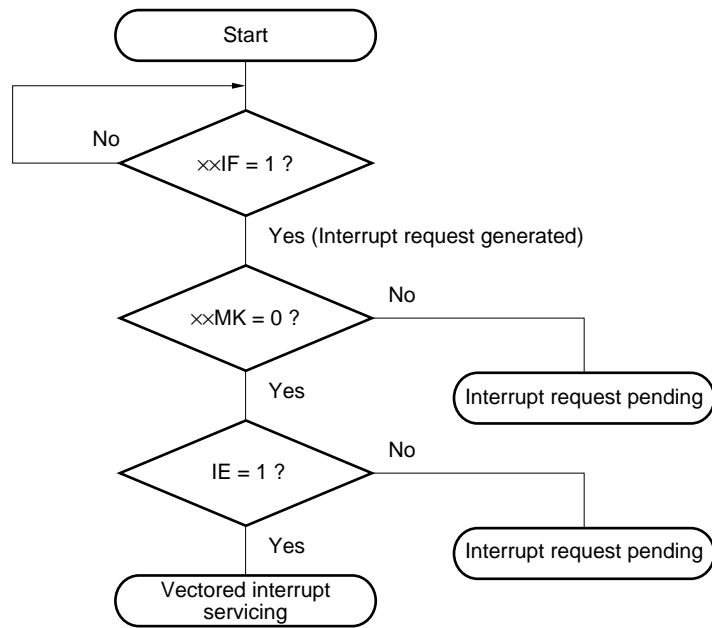 Start
No
××IF = 1 ?
Yes (Interrupt request generated)
××MK = 0 ?
No
Interrupt request pending
Yes
IE = 1 ?
No
Interrupt request pending
Yes
Vectored interrupt
servicing